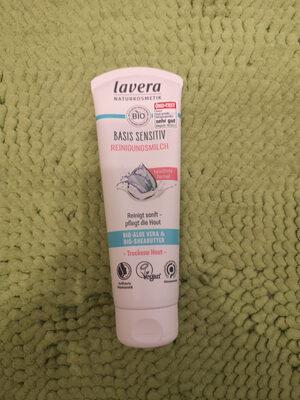 lavera
NATURKOSMETIK
BIO
ÖKO-TEST
sehr gut
BASIS SENSITIV
REINIGUNGSMILCH
Reinigt sanft –
pflegt die Haut
BIO-ALOE VERA &
BIO-SHEABUTTER
- Trockene Haut -
Vegan